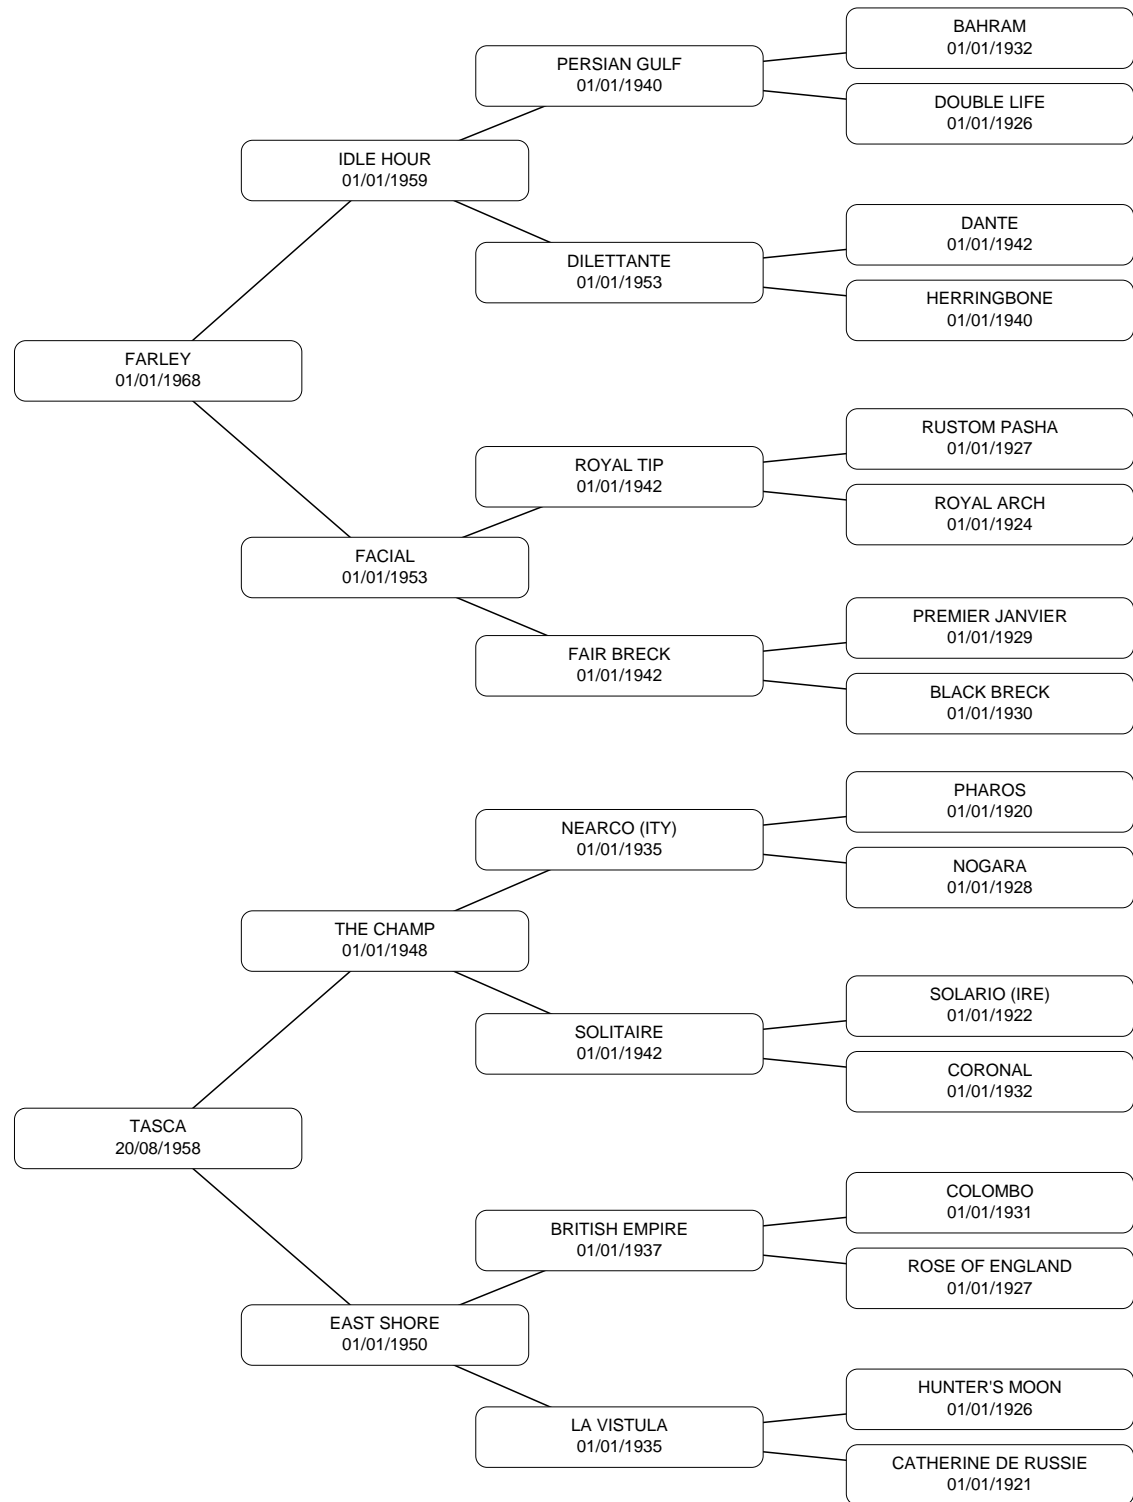 BAHRAM
01/01/1932
PERSIAN GULF
01/01/1940
DOUBLE LIFE
01/01/1926
IDLE HOUR
01/01/1959
DANTE
01/01/1942
DILETTANTE
01/01/1953
HERRINGBONE
01/01/1940
FARLEY
01/01/1968
RUSTOM PASHA
01/01/1927
ROYAL TIP
01/01/1942
ROYAL ARCH
01/01/1924
FACIAL
01/01/1953
PREMIER JANVIER
01/01/1929
FAIR BRECK
01/01/1942
BLACK BRECK
01/01/1930
PHAROS
01/01/1920
NEARCO (ITY)
01/01/1935
NOGARA
01/01/1928
THE CHAMP
01/01/1948
SOLARIO (IRE)
01/01/1922
SOLITAIRE
01/01/1942
CORONAL
01/01/1932
TASCA
20/08/1958
COLOMBO
01/01/1931
BRITISH EMPIRE
01/01/1937
ROSE OF ENGLAND
01/01/1927
EAST SHORE
01/01/1950
HUNTER'S MOON
01/01/1926
LA VISTULA
01/01/1935
CATHERINE DE RUSSIE
01/01/1921